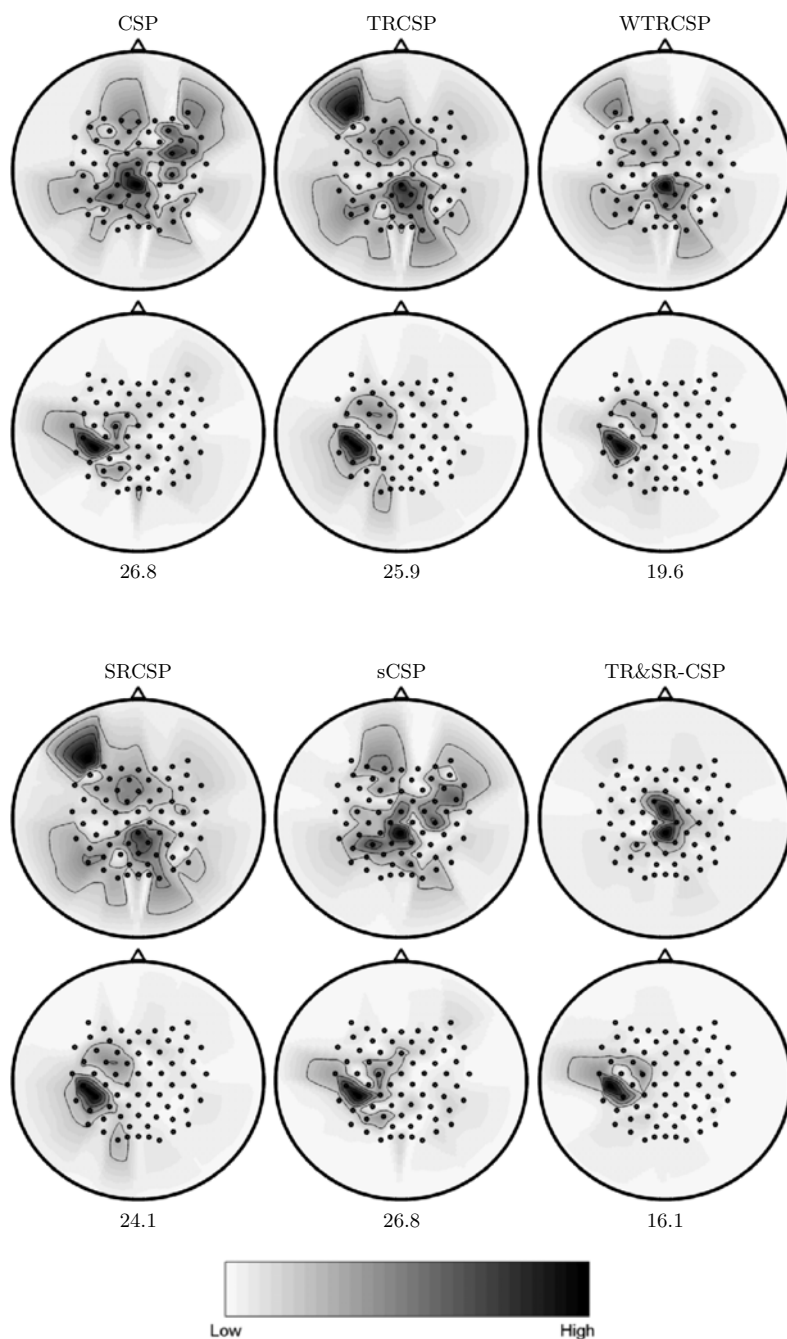 CSP TRCSP WTRCSP
26.8 25.9 19.6
SRCSP sCSP TR&SR-CSP
24.1 26.8 16.1
Low High